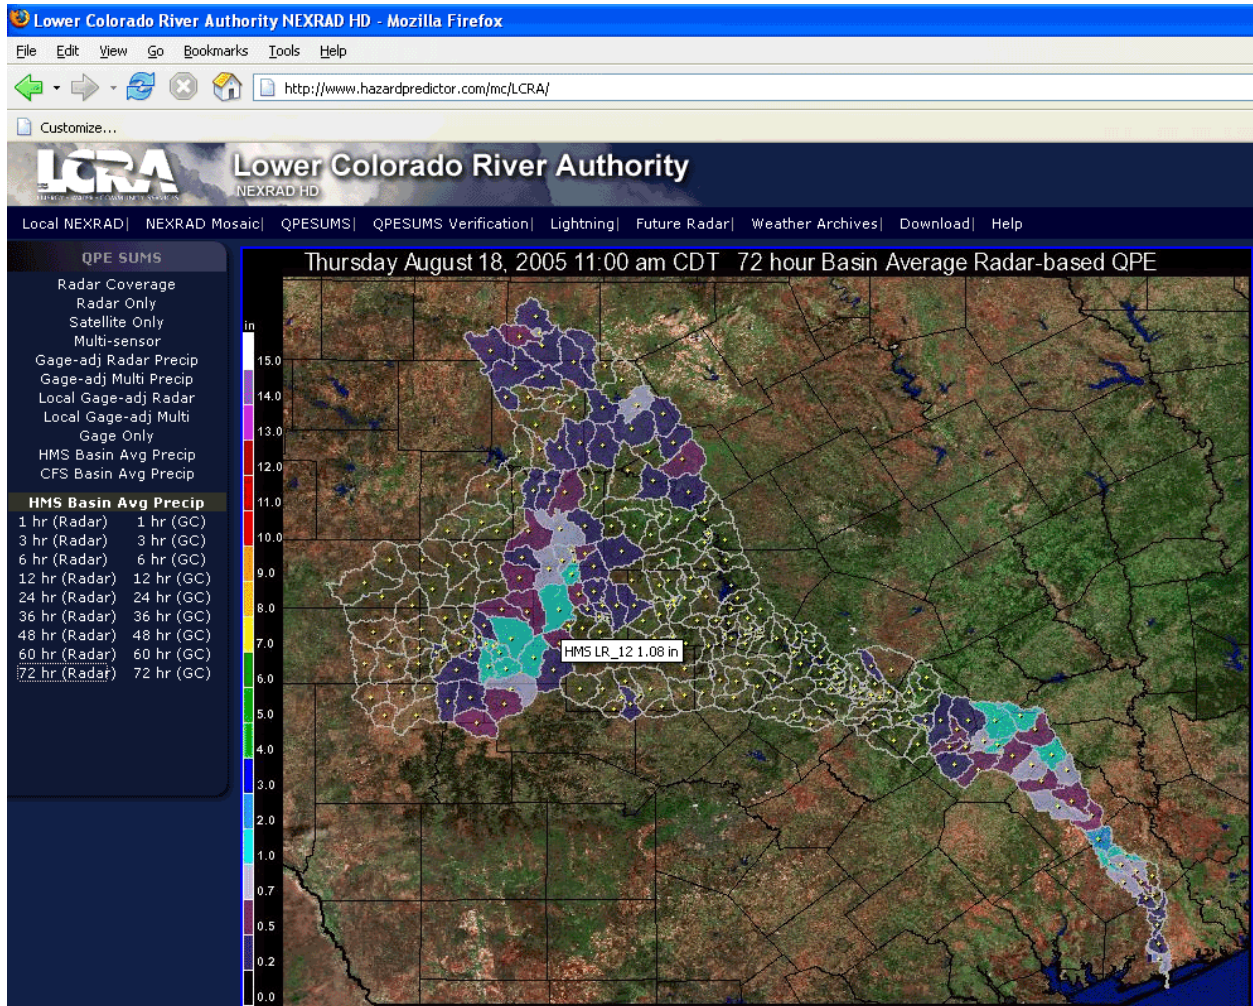 Lower Colorado River Authority NEXRAD HD - Mozilla Firefox
File Edit View Go Bookmarks Tools Help
http://www.hazardpredictor.com/mc/LCRA/
Customize...
LCRA
ENERGY • WATER • COMMUNITY SERVICES
Lower Colorado River Authority
NEXRAD HD
Local NEXRAD| NEXRAD Mosaic| QPESUMS| QPESUMS Verification| Lightning| Future Radar| Weather Archives| Download| Help
QPE SUMS
Radar Coverage
Radar Only
Satellite Only
Multi-sensor
Gage-adj Radar Precip
Gage-adj Multi Precip
Local Gage-adj Radar
Local Gage-adj Multi
Gage Only
HMS Basin Avg Precip
CFS Basin Avg Precip
HMS Basin Avg Precip
1 hr (Radar) 1 hr (GC)
3 hr (Radar) 3 hr (GC)
6 hr (Radar) 6 hr (GC)
12 hr (Radar) 12 hr (GC)
24 hr (Radar) 24 hr (GC)
36 hr (Radar) 36 hr (GC)
48 hr (Radar) 48 hr (GC)
60 hr (Radar) 60 hr (GC)
72 hr (Radar) 72 hr (GC)
Thursday August 18, 2005 11:00 am CDT 72 hour Basin Average Radar-based QPE
in
15.0
14.0
13.0
12.0
11.0
10.0
9.0
8.0
7.0
6.0
5.0
4.0
3.0
2.0
1.0
0.7
0.5
0.2
0.0
HMS LR_12 1.08 in